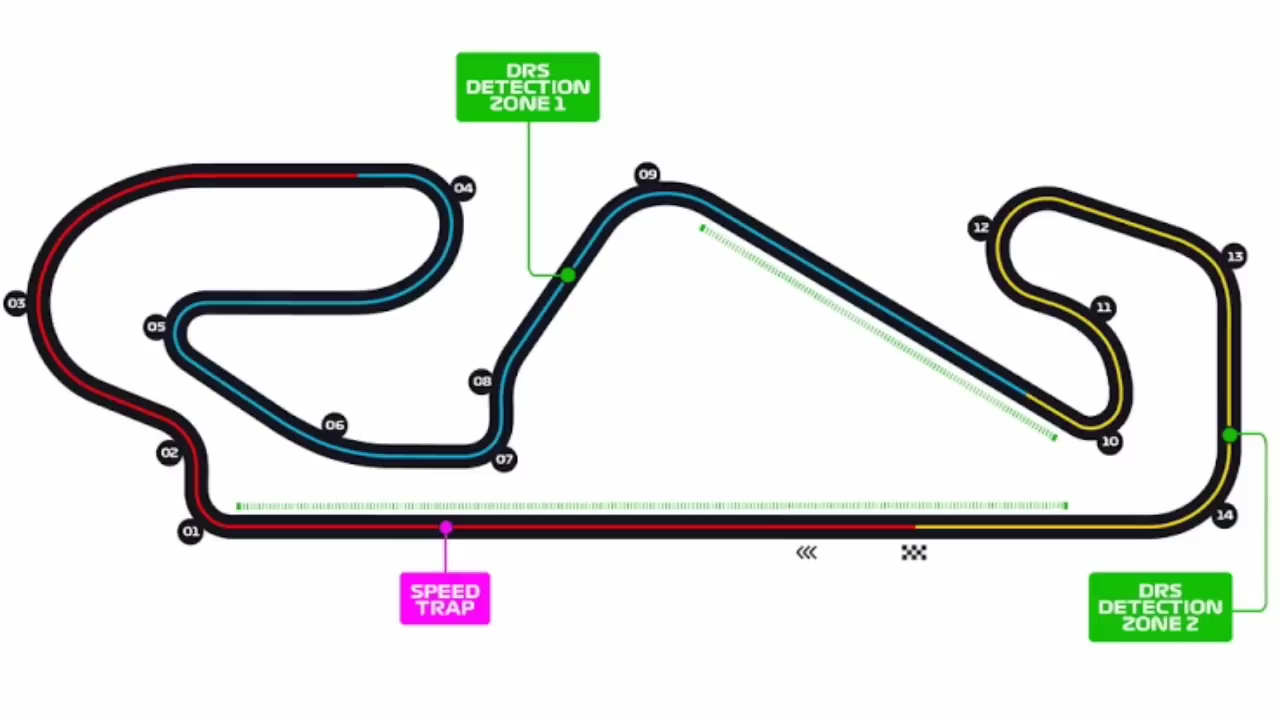 DRS
DETECTION
ZONE 1
09
04
12
13
03
11
05
08
06
10
02
07
14
01
SPEED
TRAP
DRS
DETECTION
ZONE 2